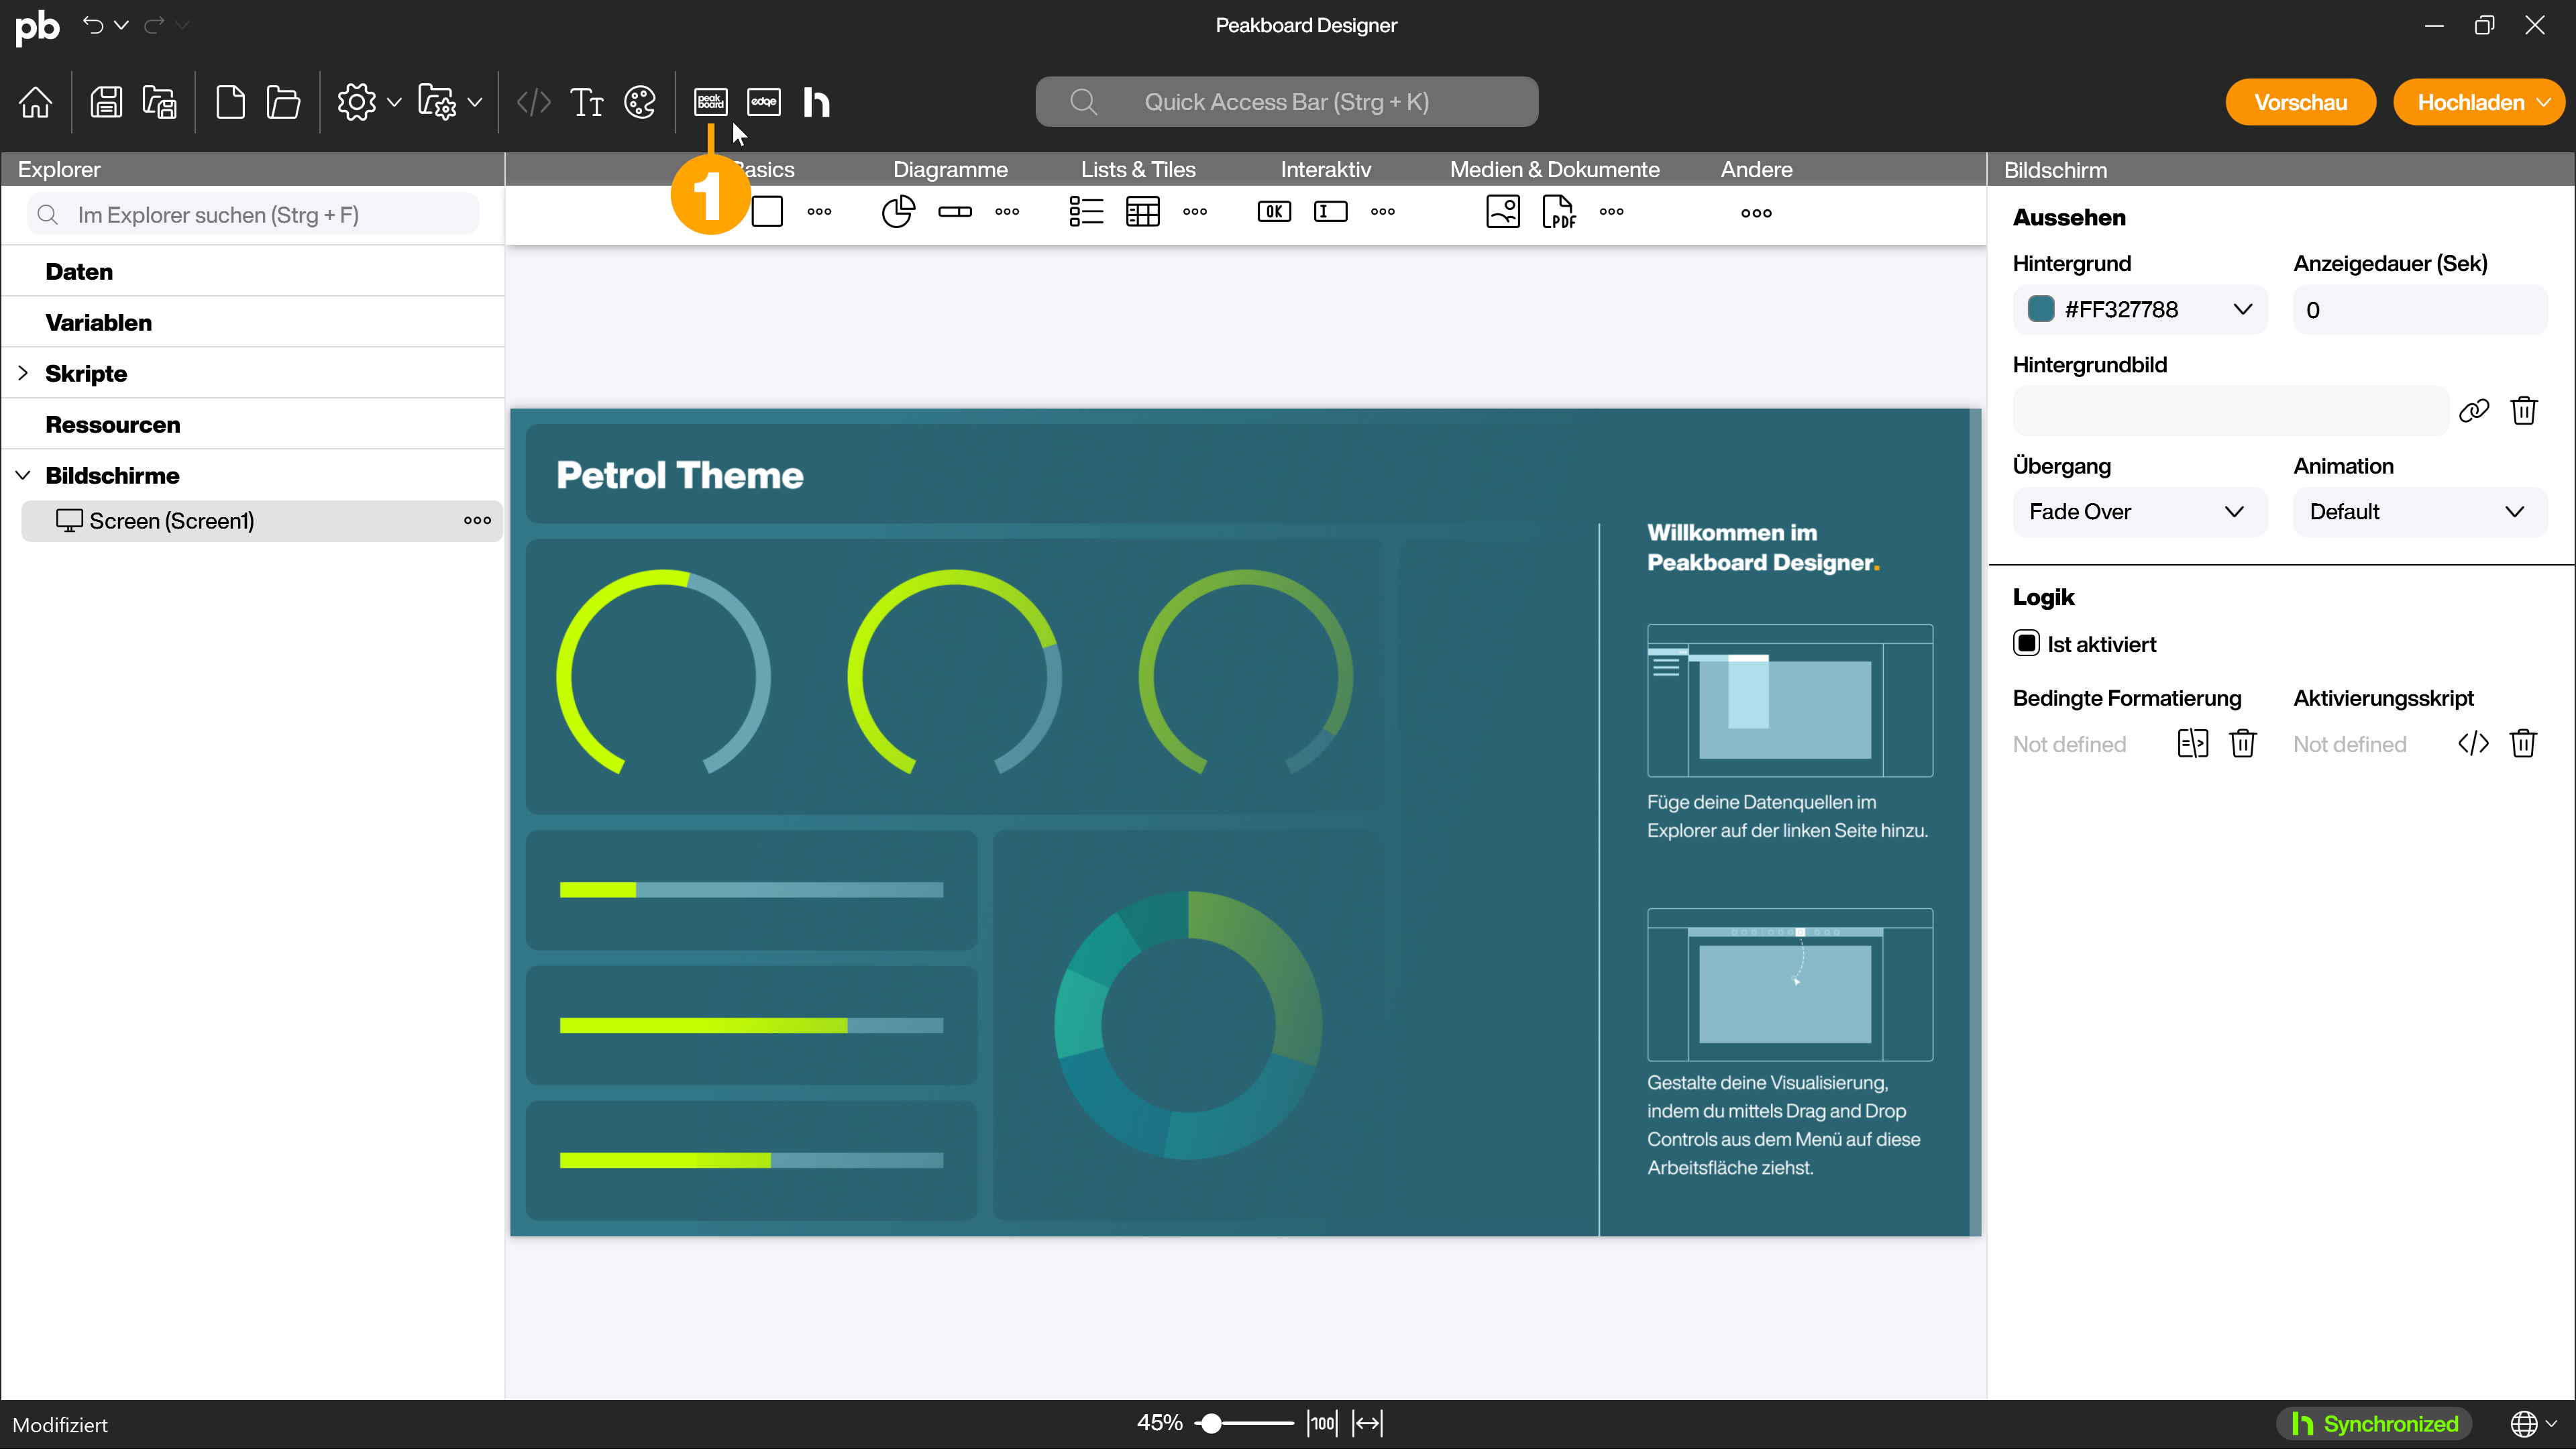 pb
Peakboard Designer
peak
board
edge
h
Quick Access Bar (Strg + K)
Vorschau
Hochladen
Explorer
Basics
Diagramme
Lists & Tiles
Interaktiv
Medien & Dokumente
Andere
Bildschirm
1
Im Explorer suchen (Strg + F)
OK
I
PDF
Daten
Variablen
Skripte
Ressourcen
Bildschirme
Screen (Screen1)
Petrol Theme
Willkommen im
Peakboard Designer.
Füge deine Datenquellen im
Explorer auf der linken Seite hinzu.
Gestalte deine Visualisierung,
indem du mittels Drag and Drop
Controls aus dem Menü auf diese
Arbeitsfläche ziehst.
Aussehen
Hintergrund
Anzeigedauer (Sek)
#FF327788
0
Hintergrundbild
Übergang
Animation
Fade Over
Default
Logik
Ist aktiviert
Bedingte Formatierung
Aktivierungsskript
Not defined
Not defined
Modifiziert
45%
100
h Synchronized